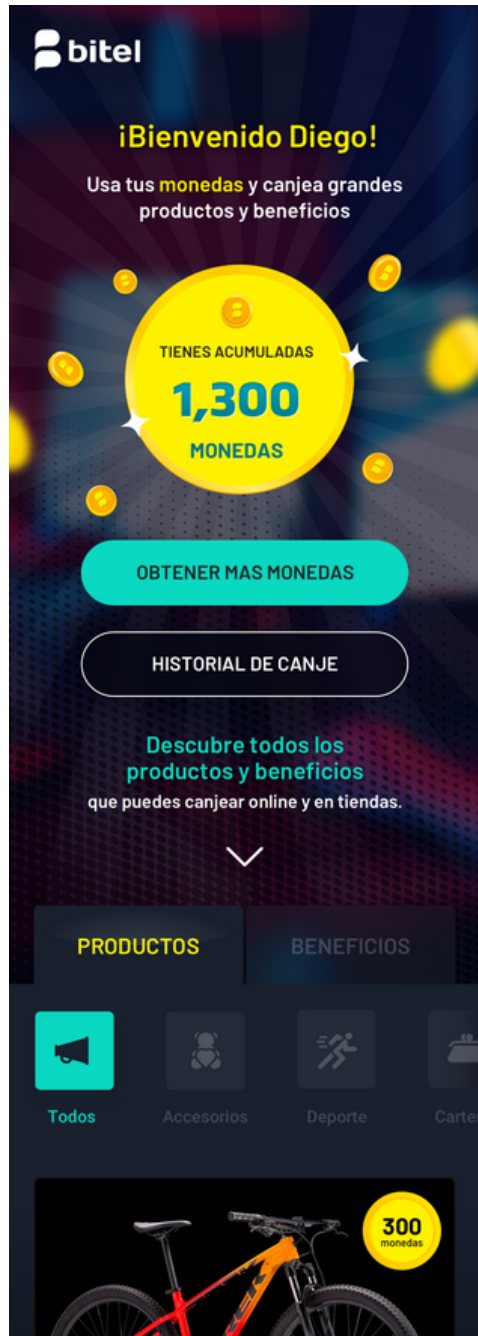 bitel
¡Bienvenido Diego!
Usa tus monedas y canjea grandes
productos y beneficios
TIENES ACUMULADAS
1,300
MONEDAS
OBTENER MAS MONEDAS
HISTORIAL DE CANJE
Descubre todos los
productos y beneficios
que puedes canjear online y en tiendas.
PRODUCTOS BENEFICIOS
Todos Accesorios Deporte Carter
300
monedas
TREK